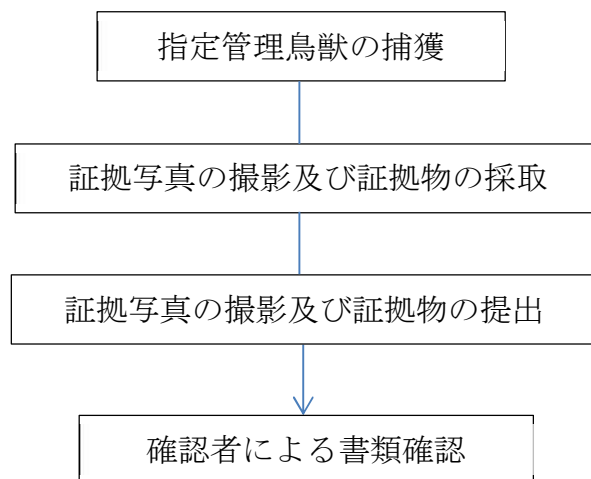 指定管理鳥獣の捕獲
証拠写真の撮影及び証拠物の採取
証拠写真の撮影及び証拠物の提出
確認者による書類確認